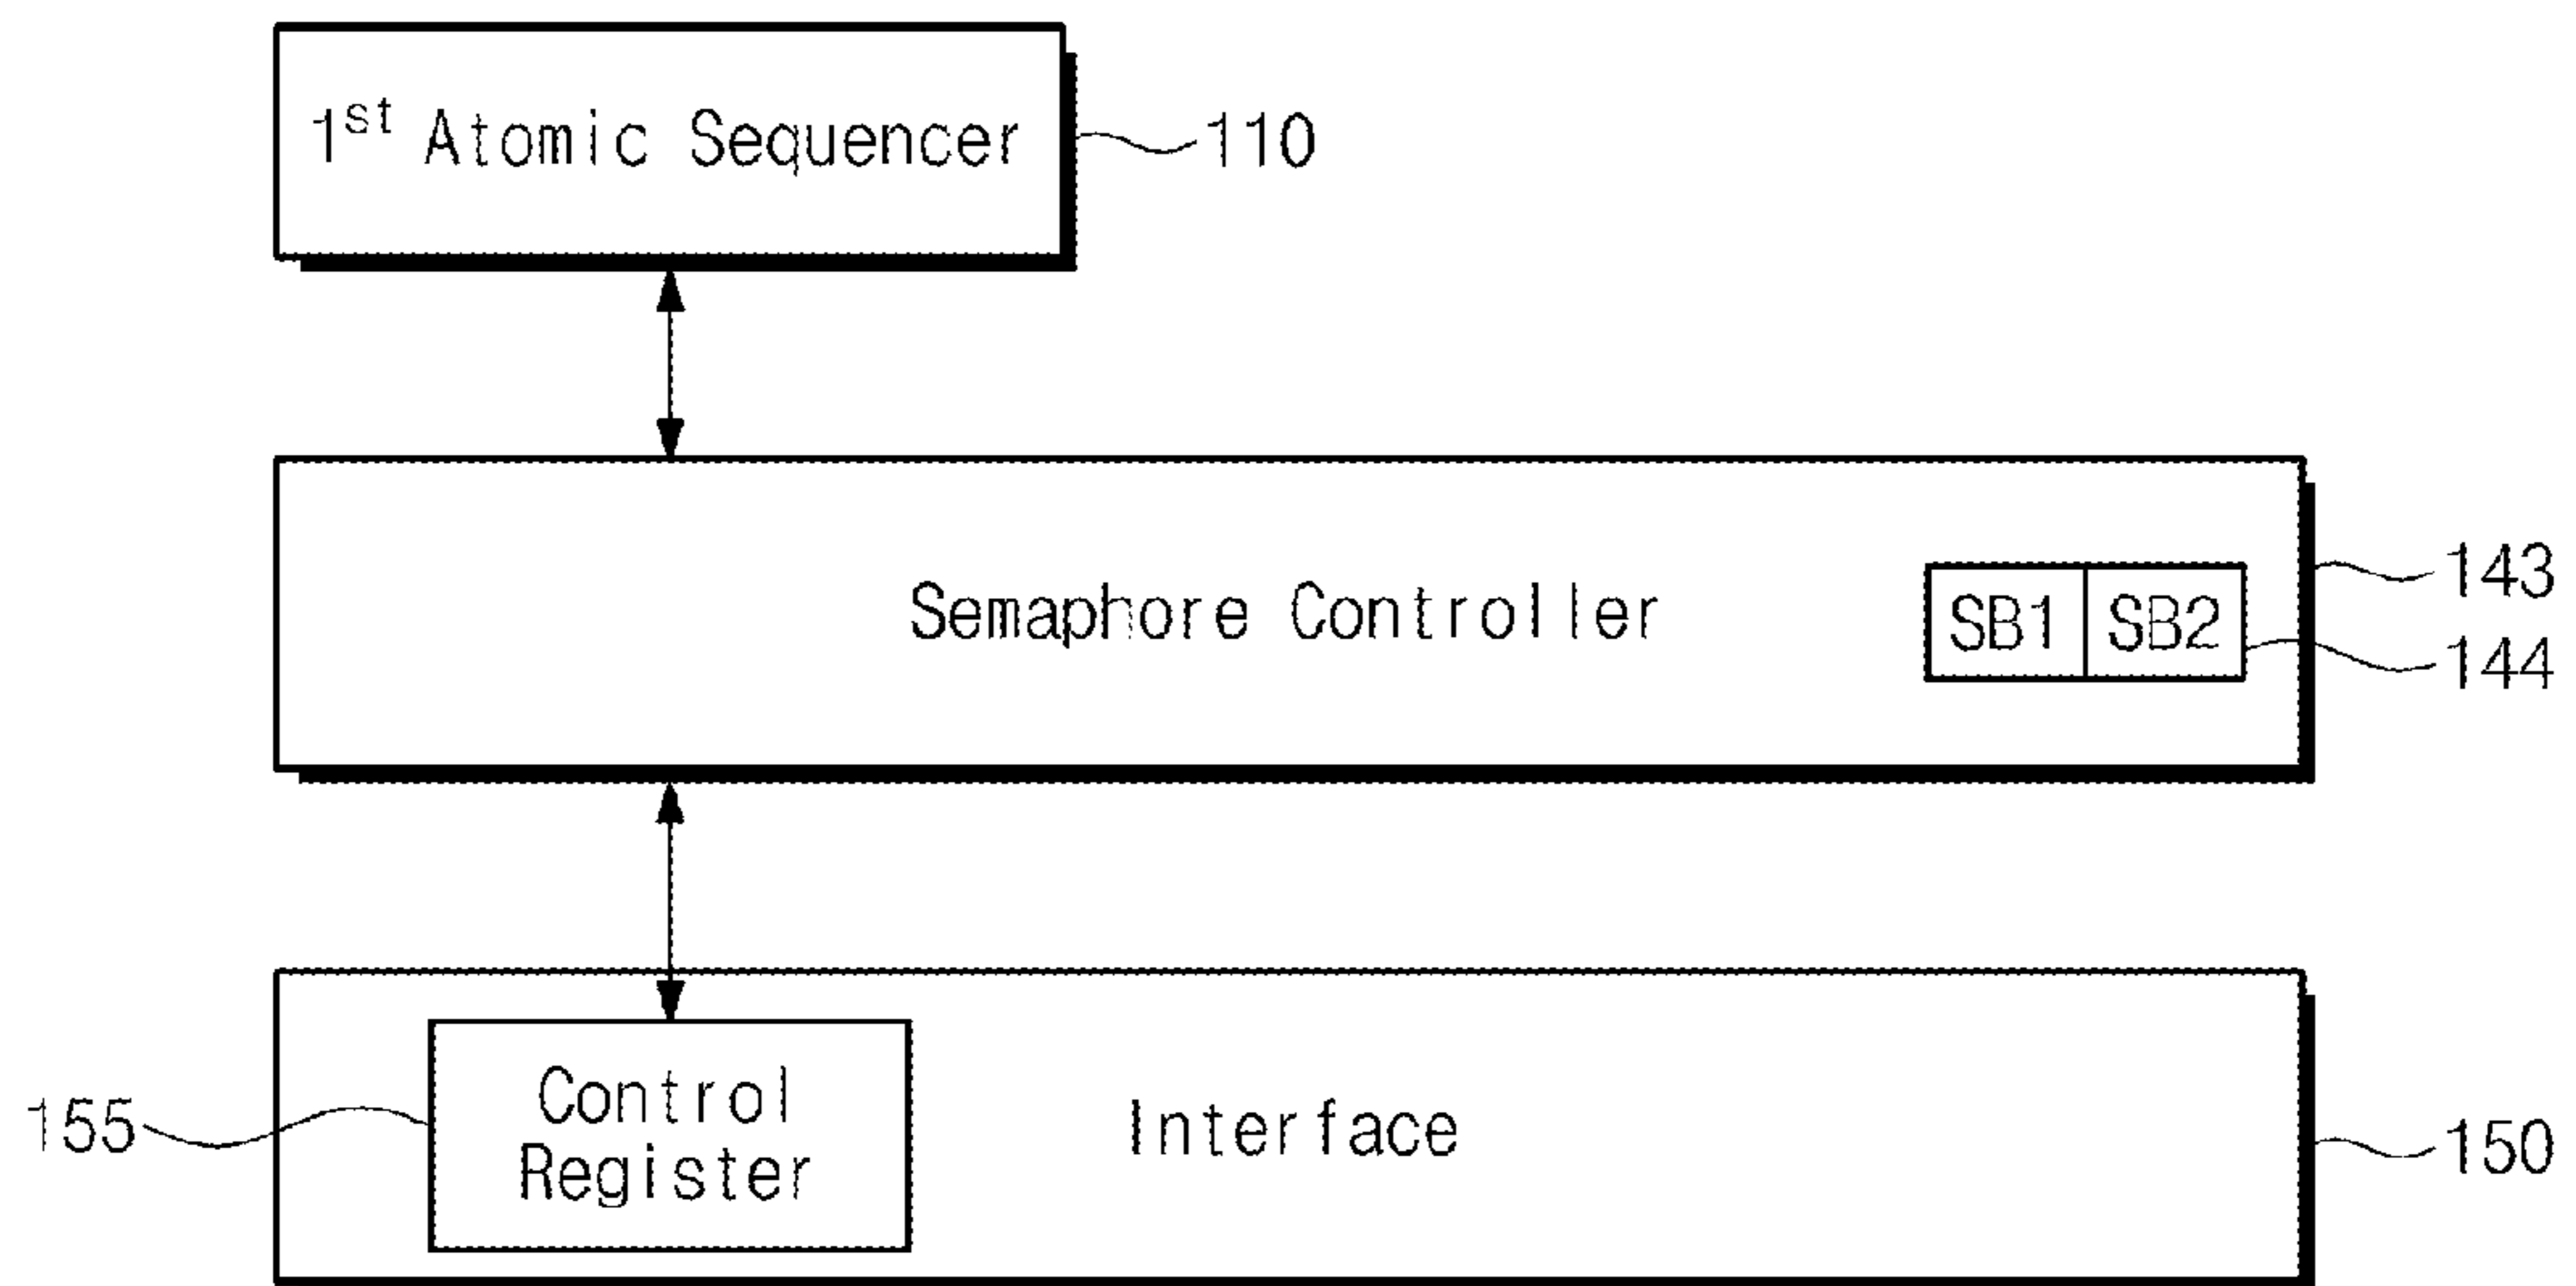 1st Atomic Sequencer
110
Semaphore Controller
SB1 SB2
143
144
155
Control
Register
Interface
150